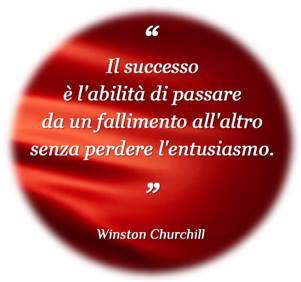 “
Il successo
è l'abilità di passare
da un fallimento all'altro
senza perdere l'entusiasmo.
”
Winston Churchill